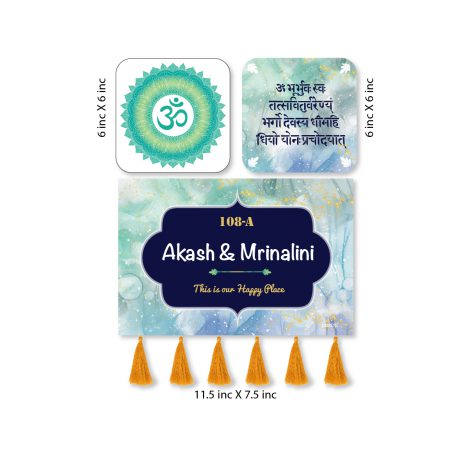 6 inc X 6 inc
ॐ
ॐ भूर्भुवः स्वः
तत्सवितुर्वरेण्यं
भर्गो देवस्य धीमहि
धियो योनः प्रचोदयात्
6 inc X 6 inc
108-A
Akash & Mrinalini
This is our Happy Place
11.5 inc X 7.5 inc